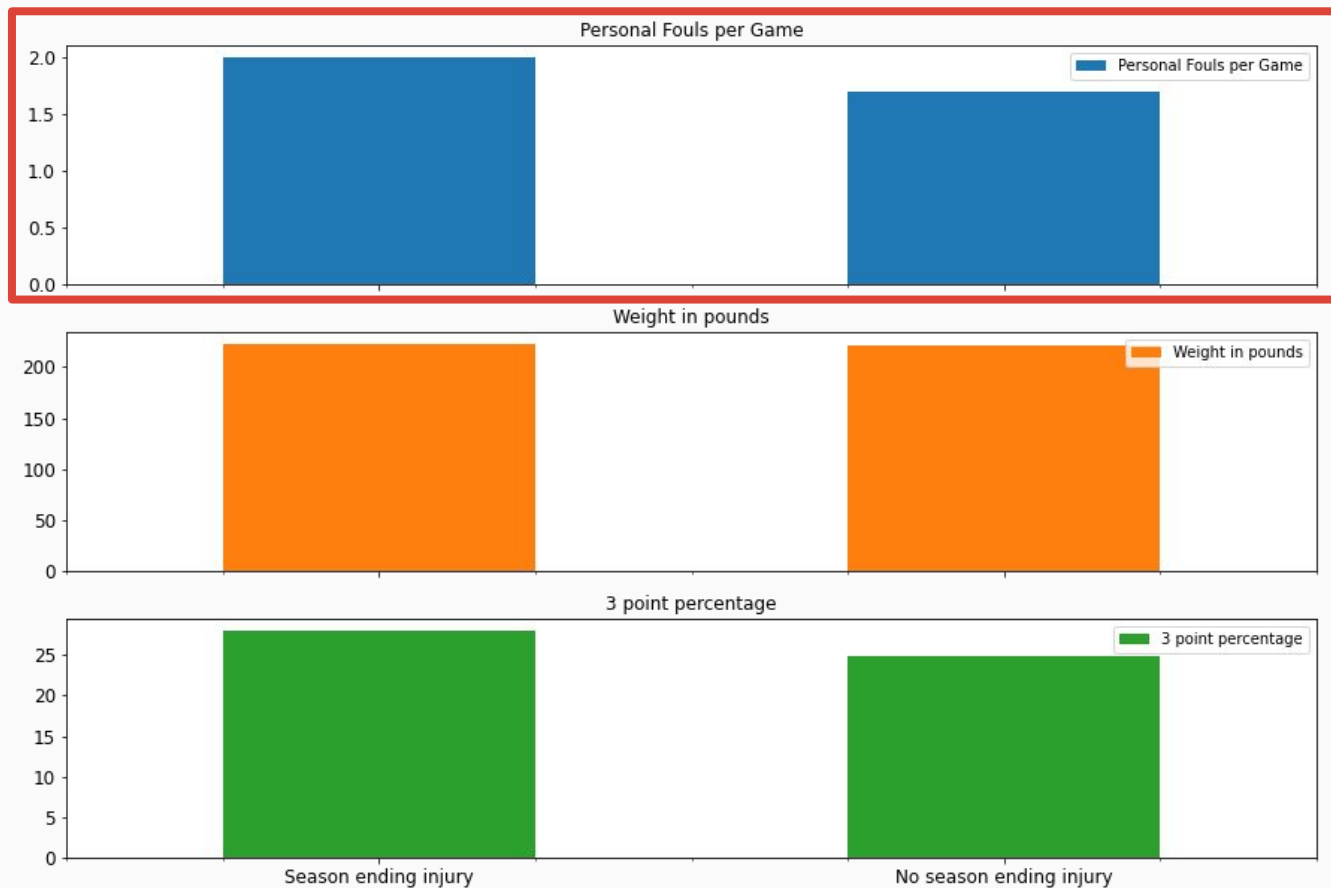 Personal Fouls per Game
Personal Fouls per Game
2.0
1.5
1.0
0.5
0.0
Weight in pounds
Weight in pounds
200
150
100
50
0
3 point percentage
3 point percentage
25
20
15
10
5
0
Season ending injury
No season ending injury